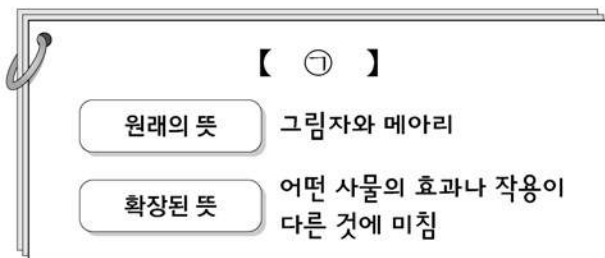 【 ㉠ 】
원래의 뜻 그림자와 메아리
확장된 뜻 어떤 사물의 효과나 작용이
다른 것에 미침